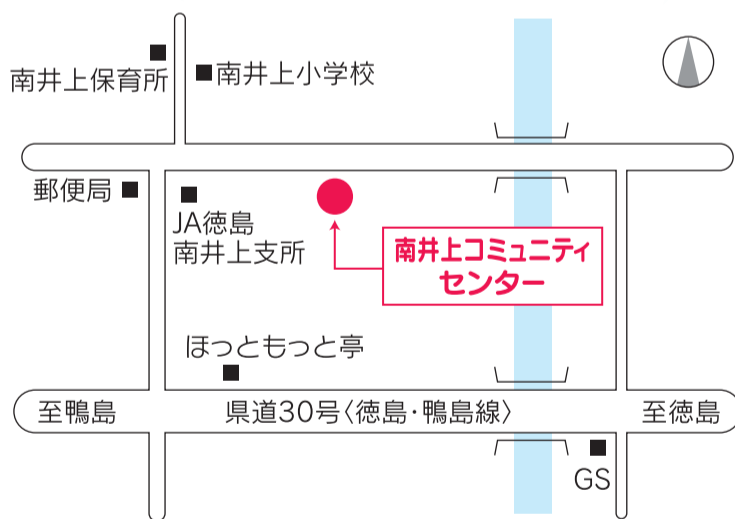 南井上保育所
南井上小学校
郵便局
JA徳島
南井上支所
南井上コミュニティ
センター
ほっともっと亭
至鴨島
県道30号〈徳島・鴨島線〉
至徳島
GS